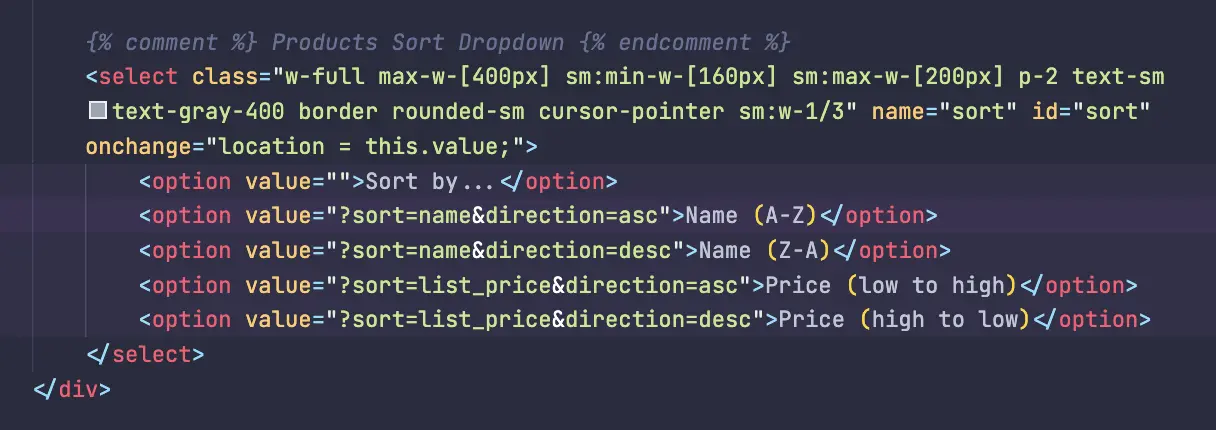 {% comment %} Products Sort Dropdown {% endcomment %}
<select class="w-full max-w-[400px] sm:min-w-[160px] sm:max-w-[200px] p-2 text-sm
text-gray-400 border rounded-sm cursor-pointer sm:w-1/3" name="sort" id="sort"
onchange="location = this.value;">
<option value="">Sort by...</option>
<option value="?sort=name&direction=asc">Name (A-Z)</option>
<option value="?sort=name&direction=desc">Name (Z-A)</option>
<option value="?sort=list_price&direction=asc">Price (low to high)</option>
<option value="?sort=list_price&direction=desc">Price (high to low)</option>
</select>
</div>